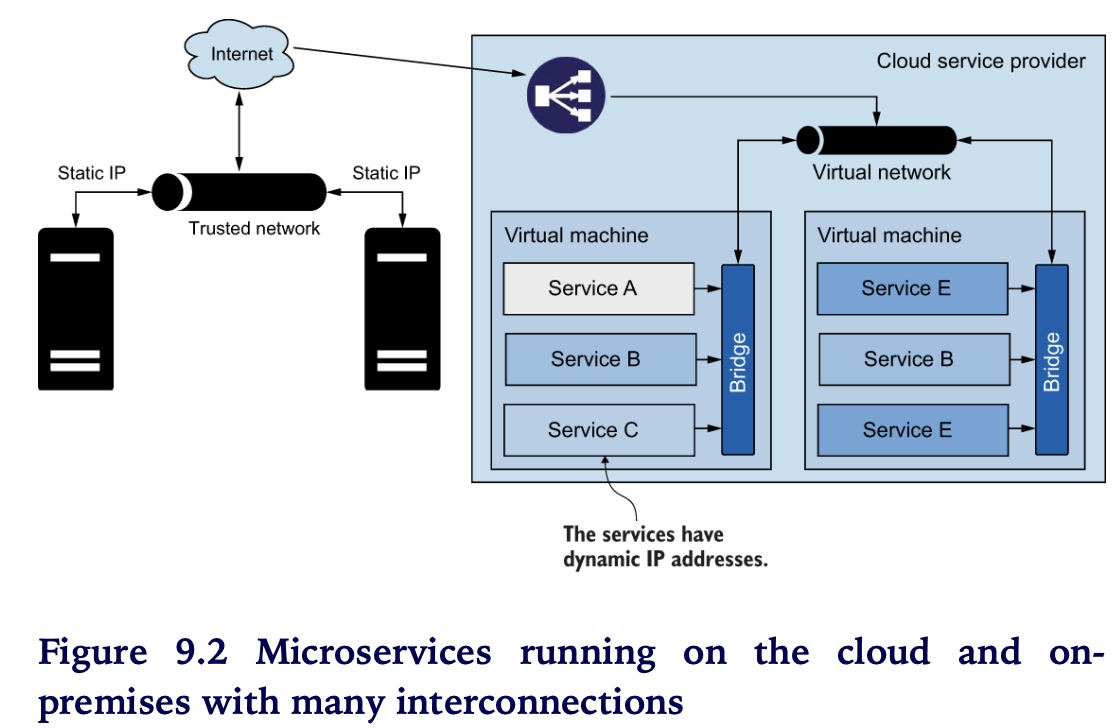 Internet
Cloud service provider
Static IP
Static IP
Trusted network
Virtual network
Virtual machine
Service A
Service B
Service C
Bridge
Virtual machine
Service E
Service B
Service E
Bridge
The services have
dynamic IP addresses.
Figure 9.2 Microservices running on the cloud and on-
premises with many interconnections